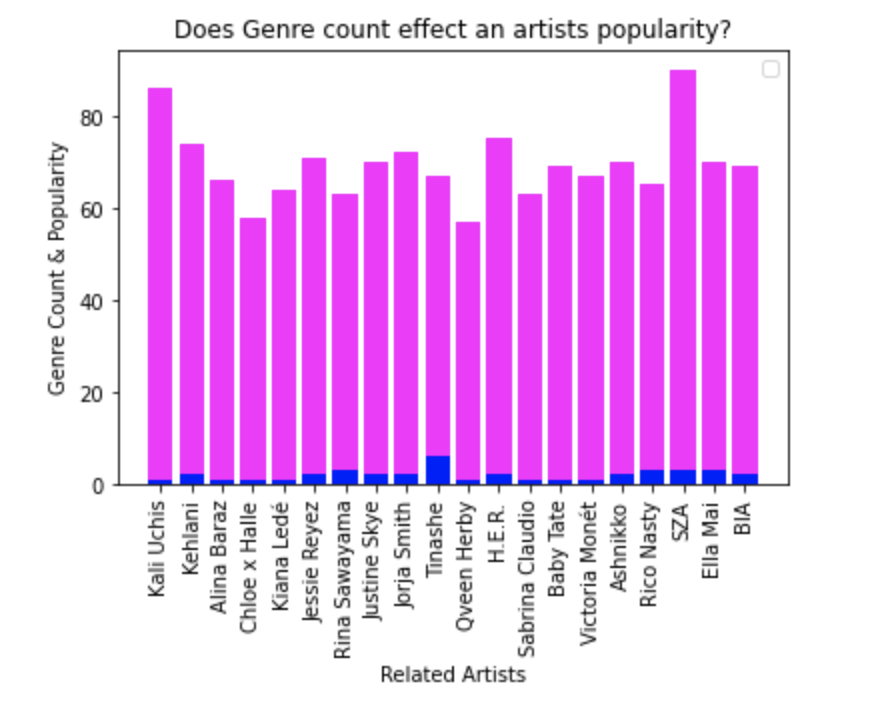 Does Genre count effect an artists popularity?
Genre Count & Popularity
80
60
40
20
0
Kali Uchis
Kehlani
Alina Baraz
Chloe x Halle
Kiana Ledé
Jessie Reyez
Rina Sawayama
Justine Skye
Jorja Smith
Tinashe
Qveen Herby
H.E.R.
Sabrina Claudio
Baby Tate
Victoria Monét
Ashnikko
Rico Nasty
SZA
Ella Mai
BIA
Related Artists